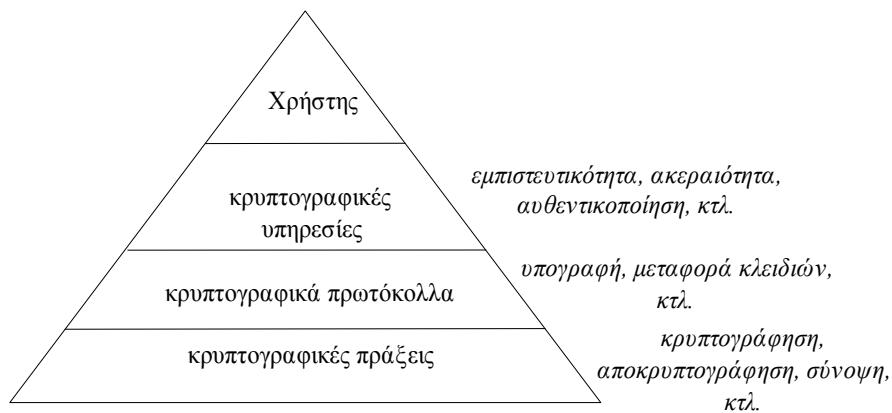 Χρήστης
κρυπτογραφικές
υπηρεσίες
εμπιστευτικότητα, ακεραιότητα,
αυθεντικοποίηση, κτλ.
κρυπτογραφικά πρωτόκολλα
υπογραφή, μεταφορά κλειδιών,
κτλ.
κρυπτογραφικές πράξεις
κρυπτογράφηση,
αποκρυπτογράφηση, σύνοψη,
κτλ.